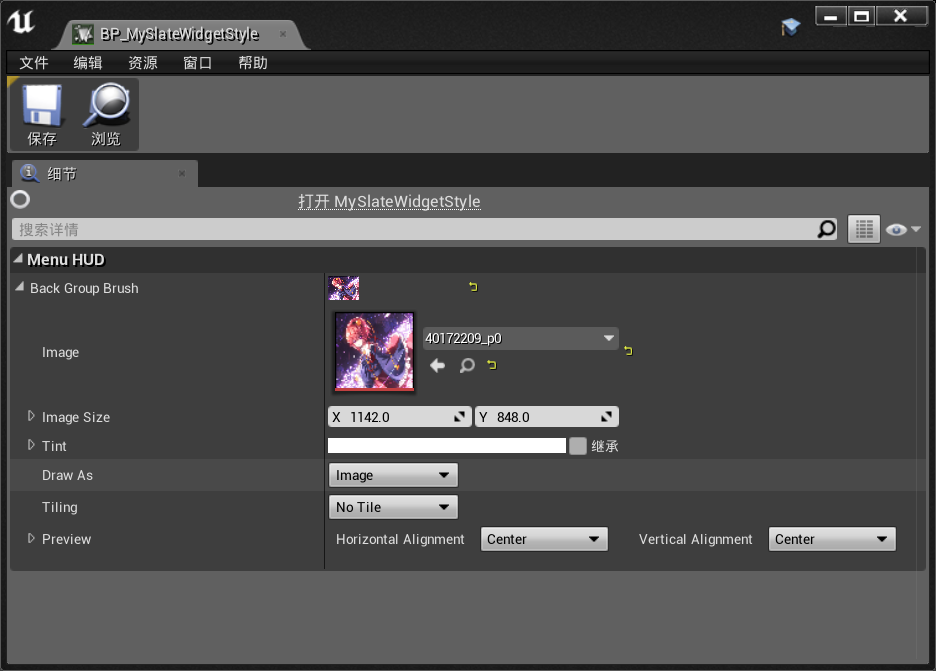 BP_MySlateWidgetStyle
文件 编辑 资源 窗口 帮助
保存 浏览
细节
打开 MySlateWidgetStyle
搜索详情
Menu HUD
Back Group Brush
Image 40172209_p0
Image Size X 1142.0 Y 848.0
Tint 继承
Draw As Image
Tiling No Tile
Preview Horizontal Alignment Center Vertical Alignment Center